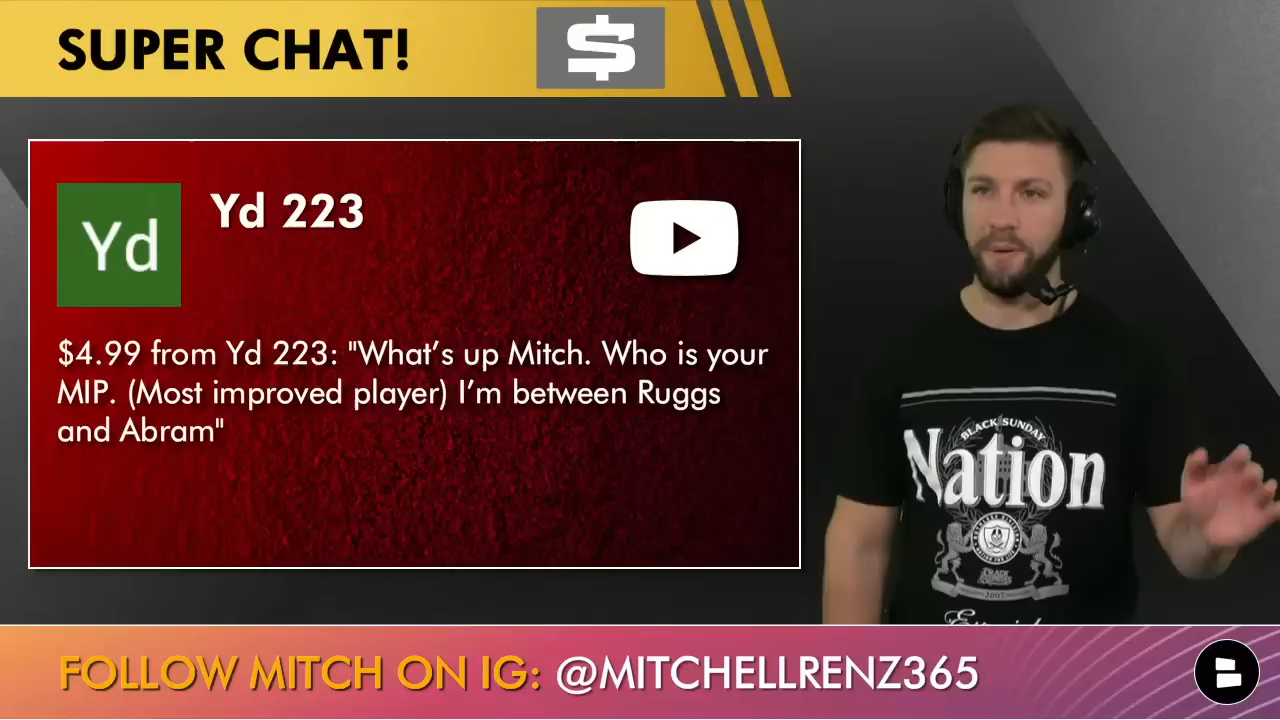 SUPER CHAT!
$
Yd
Yd 223
$4.99 from Yd 223: "What's up Mitch. Who is your
MIP. (Most improved player) I'm between Ruggs
and Abram"
BLACK SUNDAY
Nation
2007
FOLLOW MITCH ON IG: @MITCHELLRENZ365